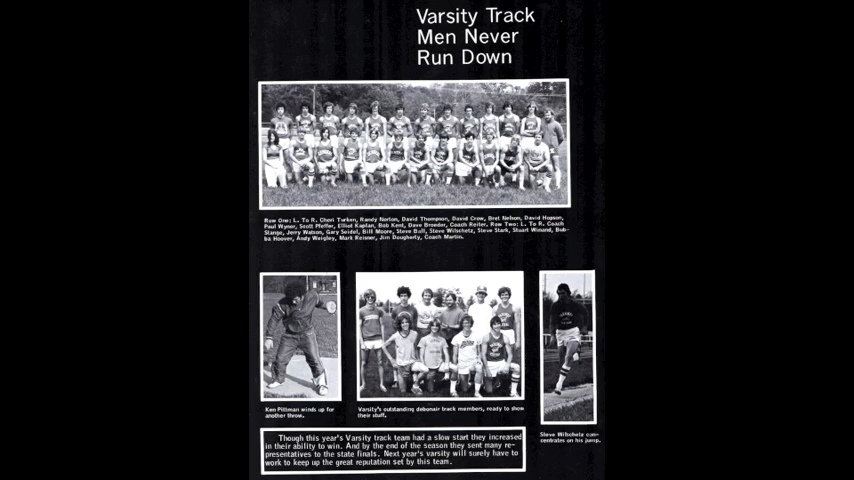 Varsity Track
Men Never
Run Down
Row One: L. To R. Cheri Turken, Randy Norton, David Thompson, David Crow, Bret Nelson, David Hopson,
Paul Wynor, Scott Pfeffer, Elliot Kaplan, Bob Kent, Dave Browder, Coach Reiter. Row Two: L. To R. Coach
Stange, Jerry Watson, Gary Seidel, Bill Moore, Steve Ball, Steve Wilschetz, Steve Stark, Stuart Winand, Bub-
ba Hoover, Andy Weigley, Mark Reisner, Jim Dougherty, Coach Martin.
Ken Pittman winds up for
another throw.
Varsity's outstanding debonair track members, ready to show
their stuff.
Steve Wilschetz con-
centrates on his jump.
Though this year's Varsity track team had a slow start they increased
in their ability to win. And by the end of the season they sent many re-
presentatives to the state finals. Next year's varsity will surely have to
work to keep up the great reputation set by this team.